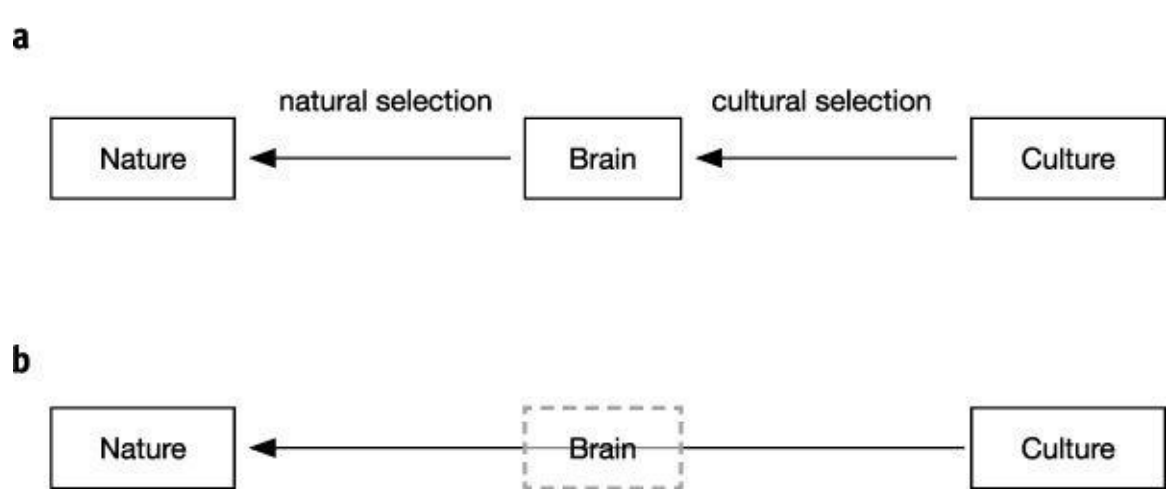 a
natural selection cultural selection
Nature Brain Culture
b
Nature Brain Culture